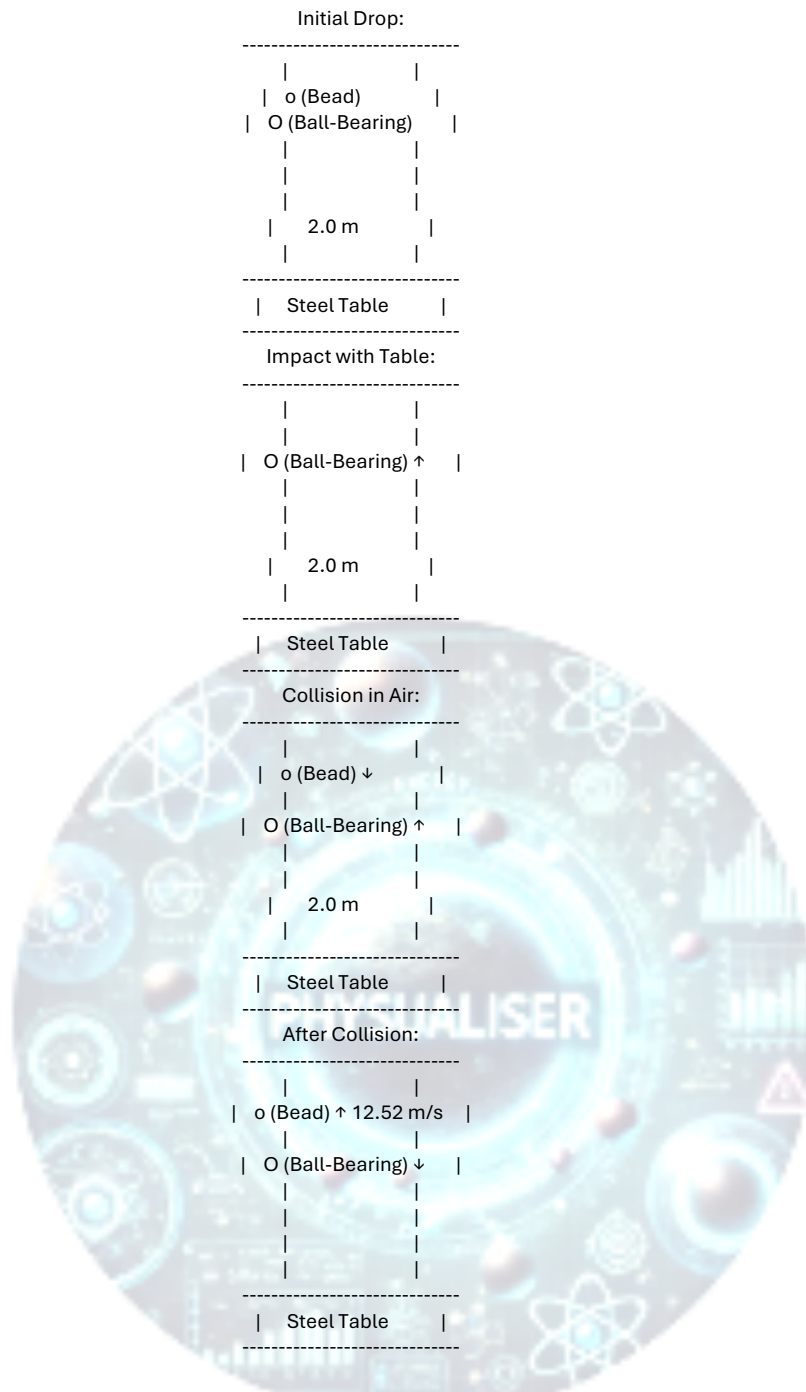 Initial Drop:
------------------------------
| |
| o (Bead) |
| O (Ball-Bearing) |
| |
| |
| |
| 2.0 m |
| |
------------------------------
| Steel Table |
------------------------------
Impact with Table:
------------------------------
| |
| |
| O (Ball-Bearing) ↑ |
| |
| |
| |
| 2.0 m |
| |
------------------------------
| Steel Table |
------------------------------
Collision in Air:
------------------------------
| |
| o (Bead) ↓ |
| |
| O (Ball-Bearing) ↑ |
| |
| |
| 2.0 m |
| |
------------------------------
| Steel Table |
------------------------------
PHYSUALISER
After Collision:
------------------------------
| |
| o (Bead) ↑ 12.52 m/s |
| |
| O (Ball-Bearing) ↓ |
| |
| |
| |
| |
------------------------------
| Steel Table |
------------------------------